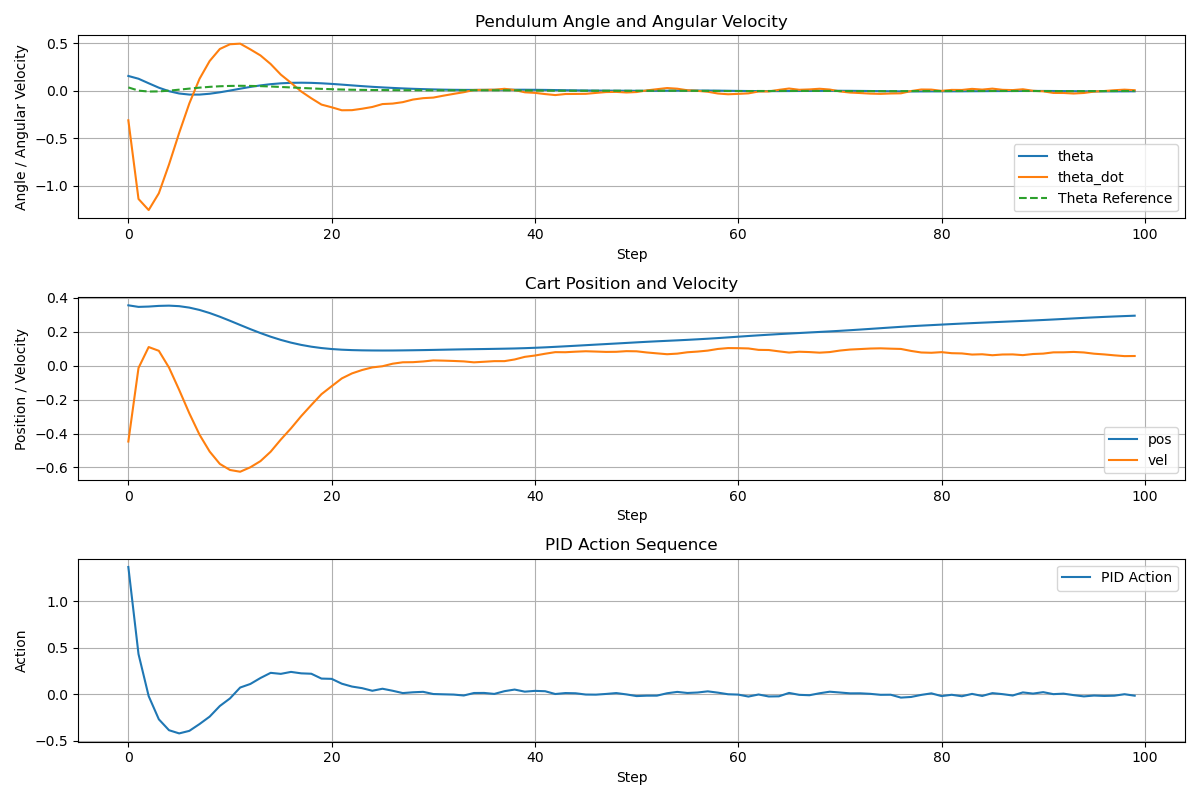 Pendulum Angle and Angular Velocity
Angle / Angular Velocity
0.5
0.0
−0.5
−1.0
theta
theta_dot
Theta Reference
0 20 40 60 80 100
Step
Cart Position and Velocity
Position / Velocity
0.4
0.2
0.0
−0.2
−0.4
−0.6
pos
vel
0 20 40 60 80 100
Step
PID Action Sequence
Action
1.0
0.5
0.0
−0.5
PID Action
0 20 40 60 80 100
Step